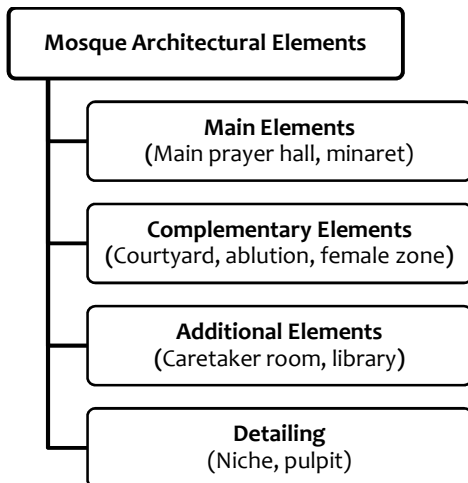 Mosque Architectural Elements
Main Elements
(Main prayer hall, minaret)
Complementary Elements
(Courtyard, ablution, female zone)
Additional Elements
(Caretaker room, library)
Detailing
(Niche, pulpit)